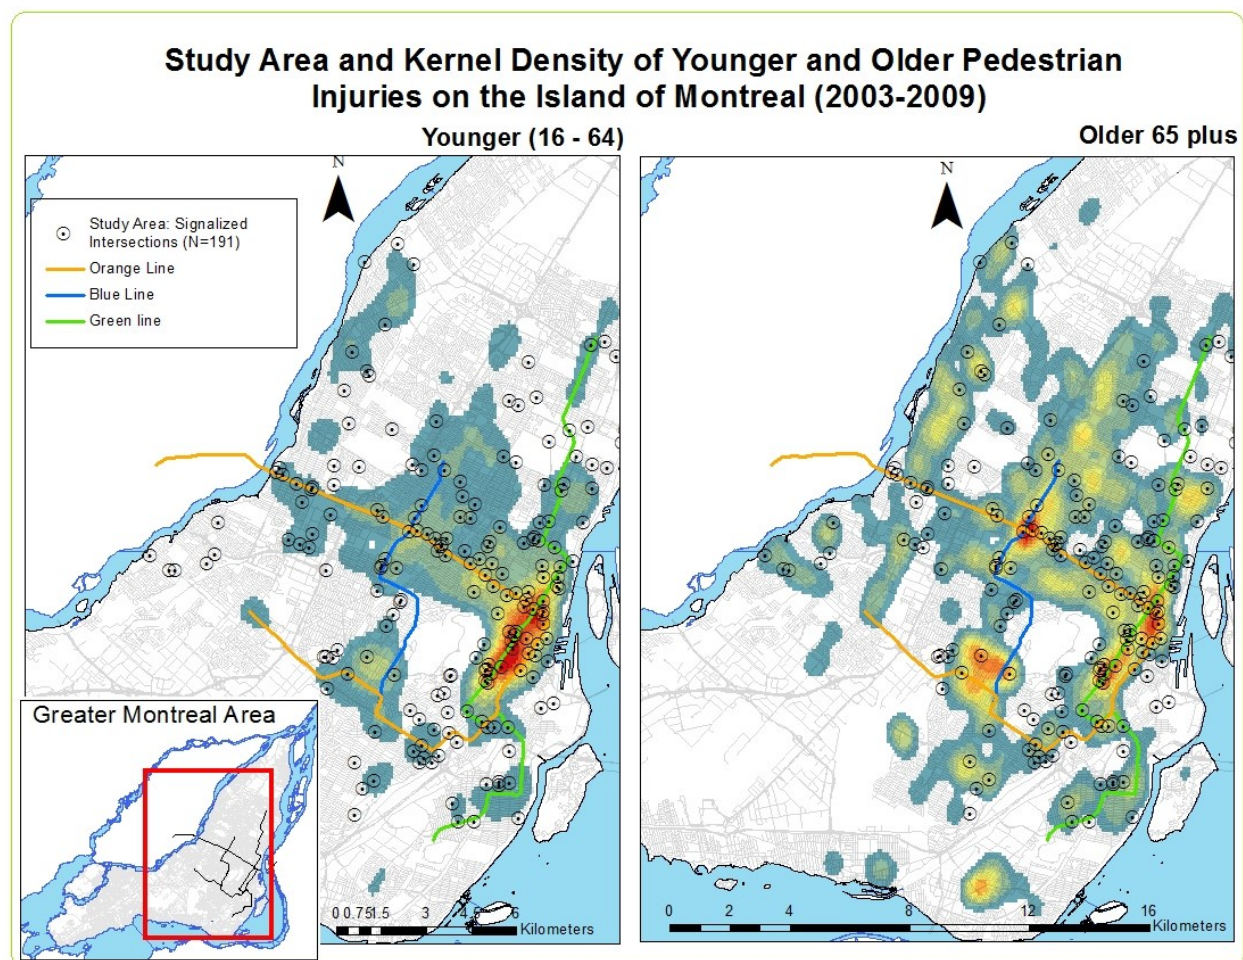 Study Area and Kernel Density of Younger and Older Pedestrian
Injuries on the Island of Montreal (2003-2009)
Younger (16 - 64)
Older 65 plus
N
N
Study Area: Signalized
Intersections (N=191)
Orange Line
Blue Line
Green line
Greater Montreal Area
0 0.75 1.5 3 6
Kilometers
0 2 4 8 12 16
Kilometers